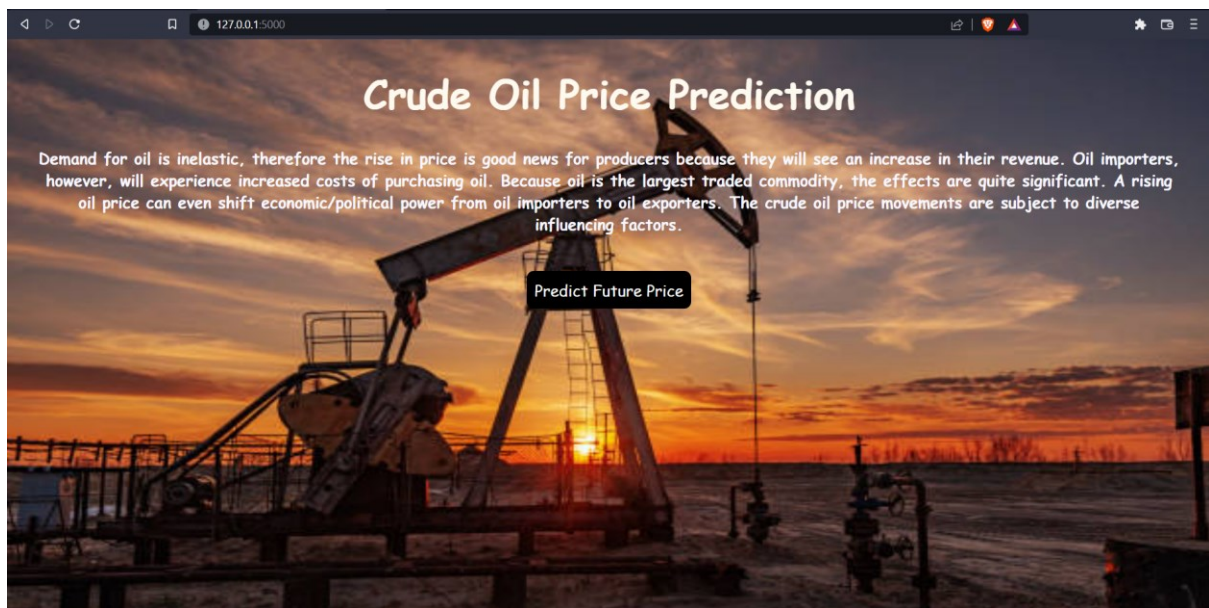 127.0.0.1:5000
Crude Oil Price Prediction
Demand for oil is inelastic, therefore the rise in price is good news for producers because they will see an increase in their revenue. Oil importers,
however, will experience increased costs of purchasing oil. Because oil is the largest traded commodity, the effects are quite significant. A rising
oil price can even shift economic/political power from oil importers to oil exporters. The crude oil price movements are subject to diverse
influencing factors.
Predict Future Price